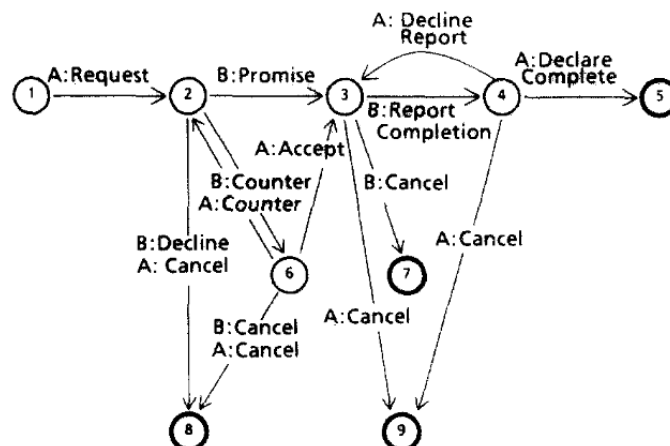 A: Decline
Report
A:Request
B:Promise
A:Declare
Complete
1
2
3
4
5
B:Report
Completion
A:Accept
B:Counter
A:Counter
B:Cancel
B:Decline
A: Cancel
6
7
A:Cancel
B:Cancel
A:Cancel
A:Cancel
8
9